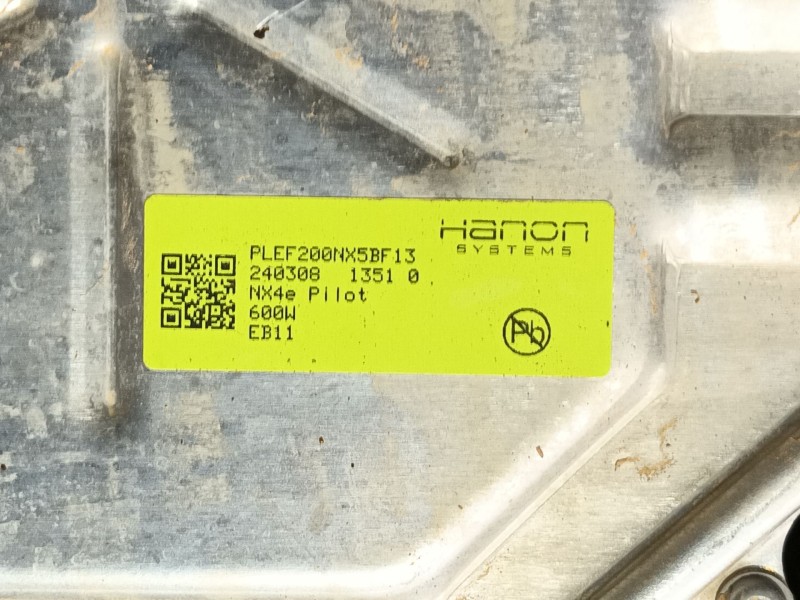 Hanon
SYSTEMS
PLEF200NX5BF13
240308 1351 0
NX4e Pilot
600W
EB11
Pb